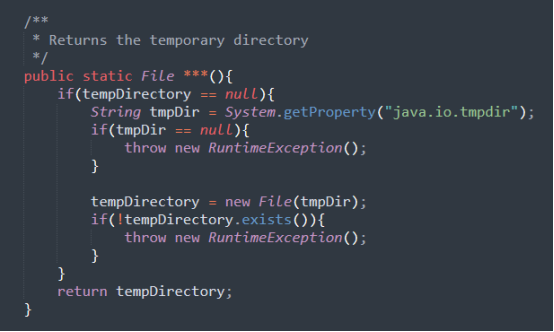 /**
 * Returns the temporary directory
 */
public static File ***(){
    if(tempDirectory == null){
        String tmpDir = System.getProperty("java.io.tmpdir");
        if(tmpDir == null){
            throw new RuntimeException();
        }
        tempDirectory = new File(tmpDir);
        if(!tempDirectory.exists()){
            throw new RuntimeException();
        }
    }
    return tempDirectory;
}